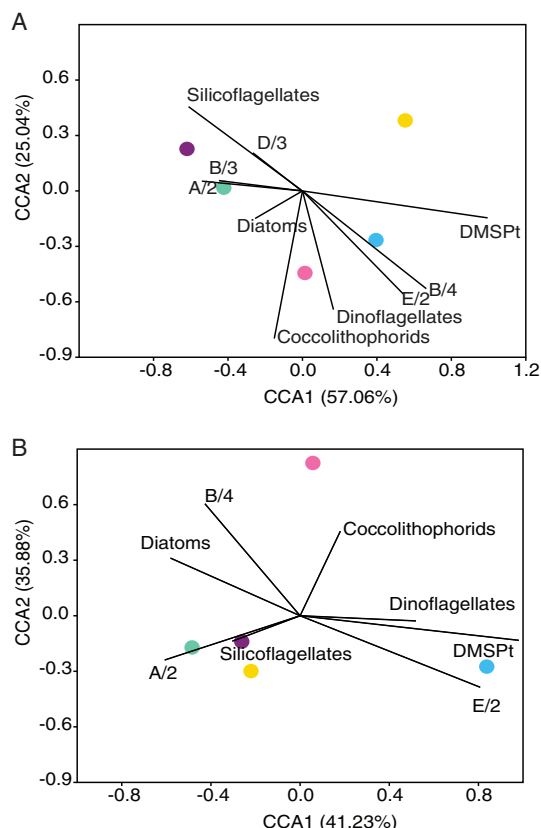 A
0.6
0.3
0.0
-0.3
-0.6
-0.9
CCA2 (25.04%)
Silicoflagellates
D/3
B/3
A/2
Diatoms
DMSPt
B/4
E/2
Dinoflagellates
Coccolithophorids
-0.8
-0.4
0.0
0.4
0.8
1.2
CCA1 (57.06%)
B
0.6
0.3
0.0
-0.3
-0.6
-0.9
CCA2 (35.88%)
B/4
Coccolithophorids
Diatoms
Dinoflagellates
Silicoflagellates
DMSPt
A/2
E/2
-0.8
-0.4
0.0
0.4
0.8
CCA1 (41.23%)